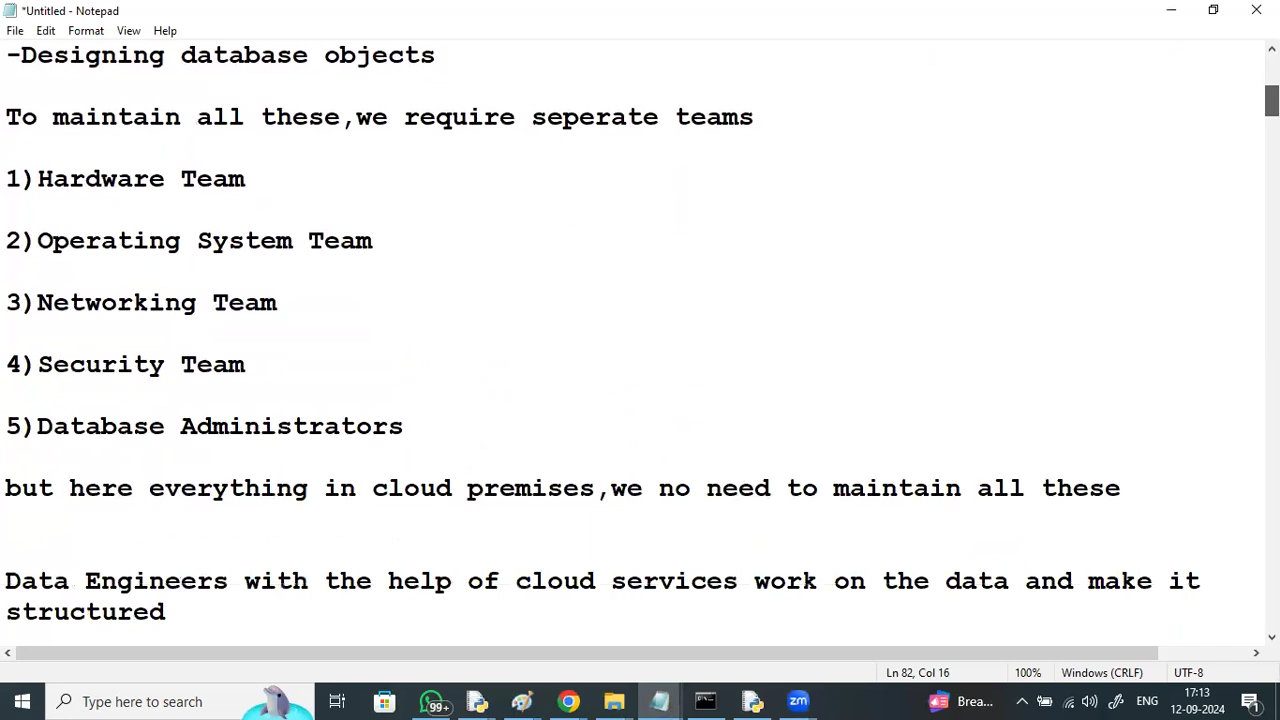 *Untitled - Notepad
File Edit Format View Help
-Designing database objects
To maintain all these,we require seperate teams
1)Hardware Team
2)Operating System Team
3)Networking Team
4)Security Team
5)Database Administrators
but here everything in cloud premises,we no need to maintain all these
Data Engineers with the help of cloud services work on the data and make it
structured
Ln 82, Col 16 100% Windows (CRLF) UTF-8
Type here to search 99+ zm Brea... ENG 17:13
12-09-2024 1